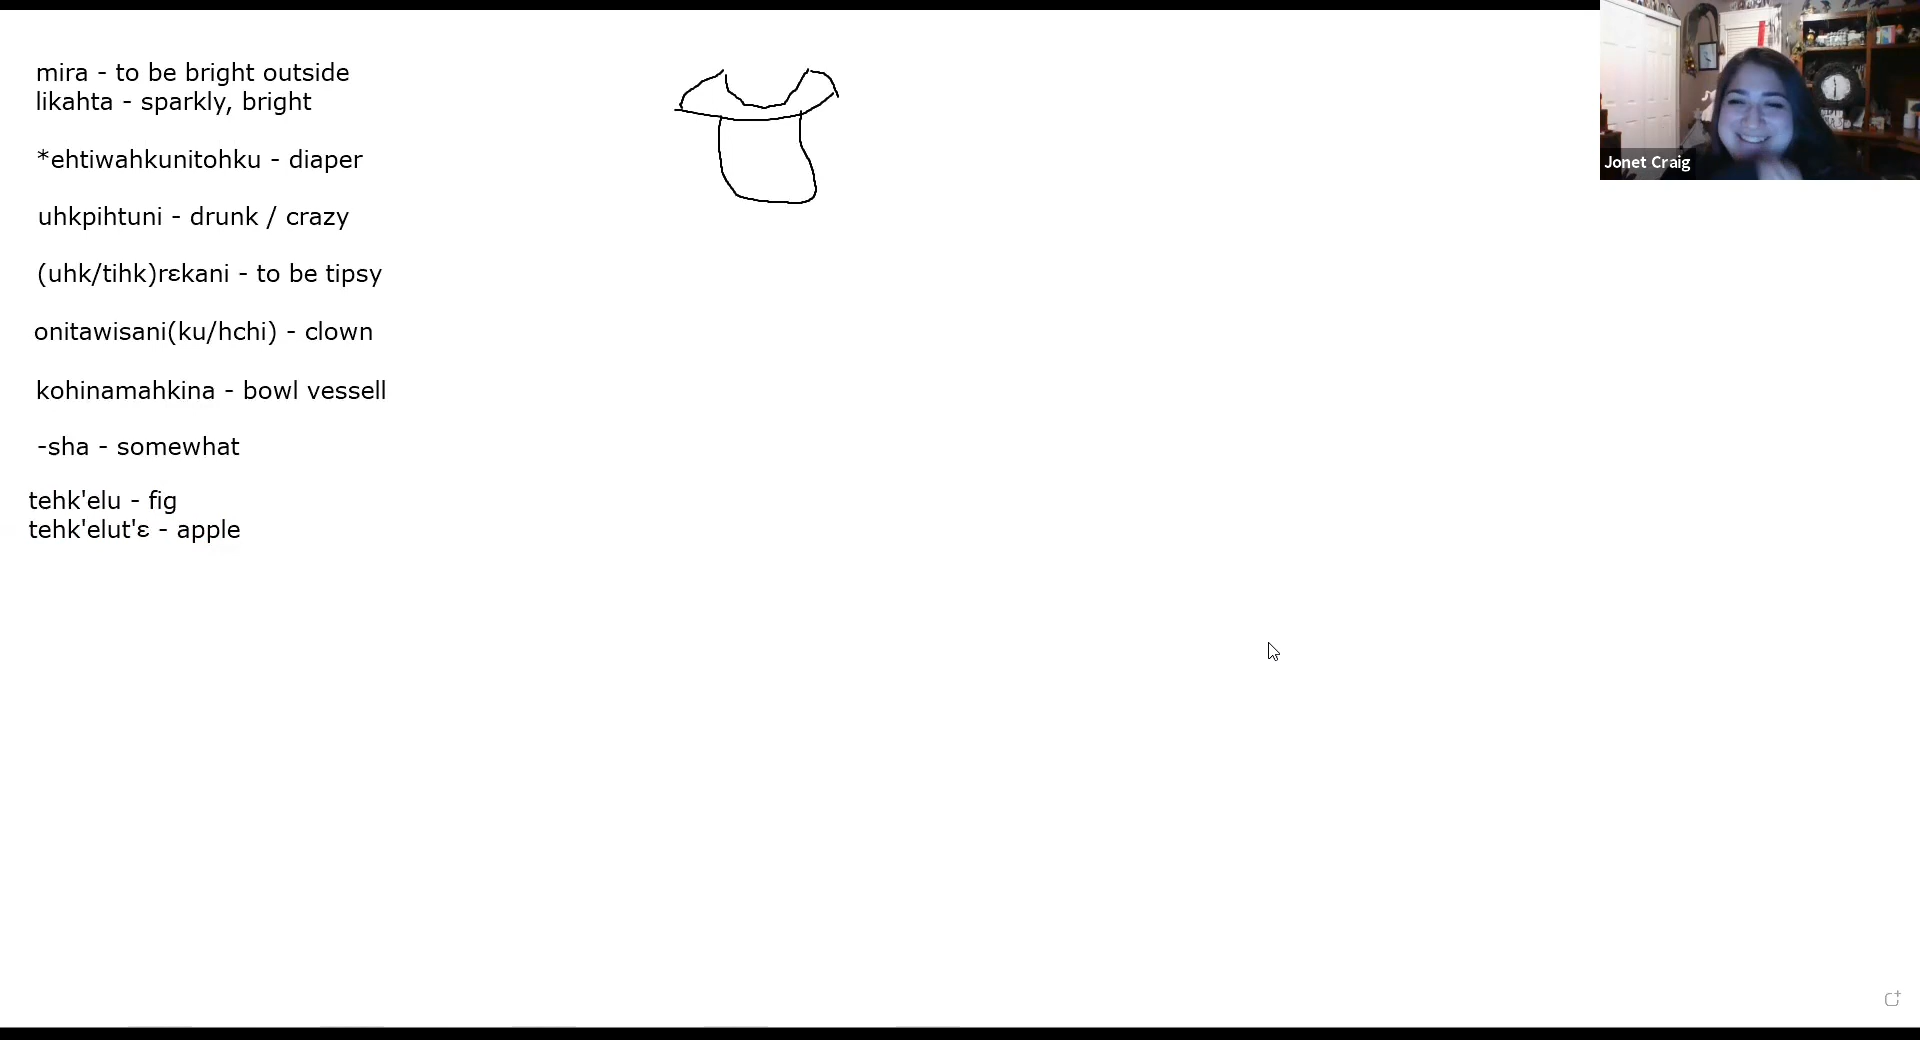 mira - to be bright outside
likahta - sparkly, bright
*ehtiwahkunitohku - diaper
uhkpihtuni - drunk / crazy
(uhk/tihk)rɛkani - to be tipsy
onitawisani(ku/hchi) - clown
kohinamahkina - bowl vessell
-sha - somewhat
tehk'elu - fig
tehk'elut'ɛ - apple
Jonet Craig